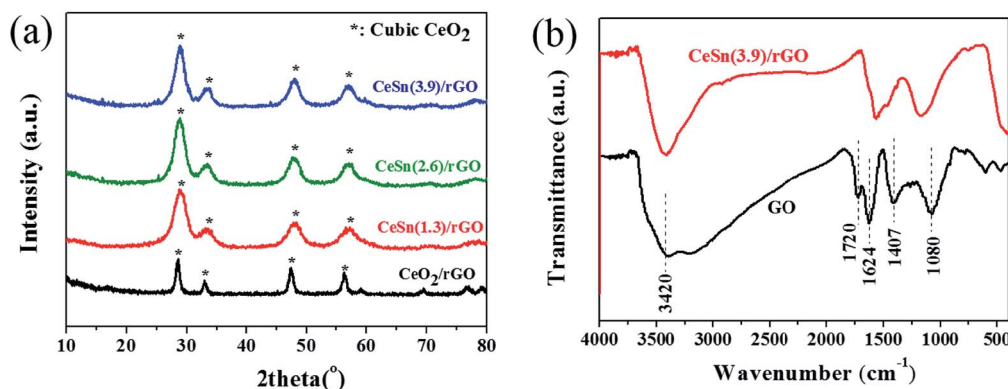 (a)
*: Cubic CeO₂
CeSn(3.9)/rGO
CeSn(2.6)/rGO
CeSn(1.3)/rGO
CeO₂/rGO
Intensity (a.u.)
* * * *
* * * *
* * * *
* * * *
10 20 30 40 50 60 70 80
2theta(°)
(b)
CeSn(3.9)/rGO
GO
3420
1720
1624
1407
1080
Transmittance (a.u.)
4000 3500 3000 2500 2000 1500 1000 500
Wavenumber (cm⁻¹)